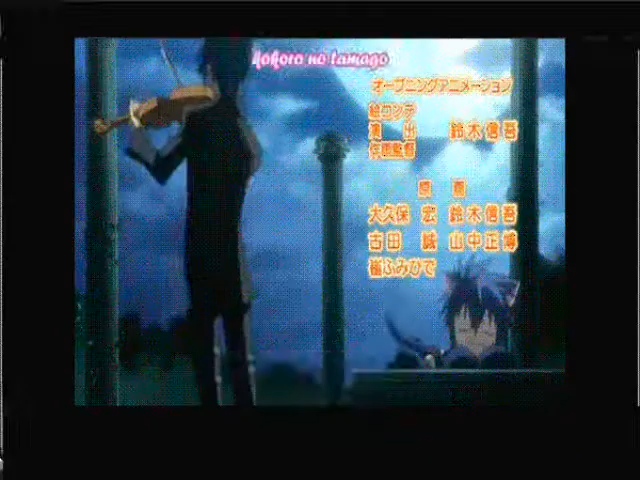 kokoro no tamago
オープニングアニメーション
絵コンテ
演出 鈴木信吾
作画監督
原画
大久保 宏 鈴木信吾
古田 誠 山中正博
嶺ふみひで